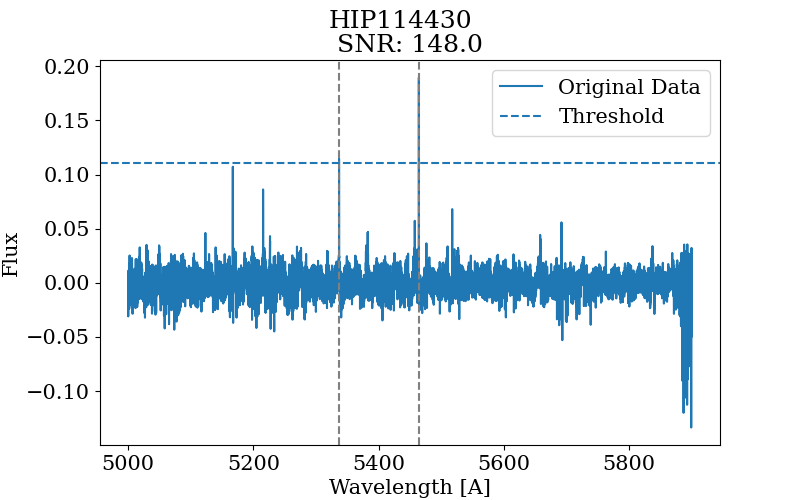 HIP114430
SNR: 148.0
Original Data
Threshold
0.20
0.15
0.10
0.05
0.00
−0.05
−0.10
Flux
5000 5200 5400 5600 5800
Wavelength [A]